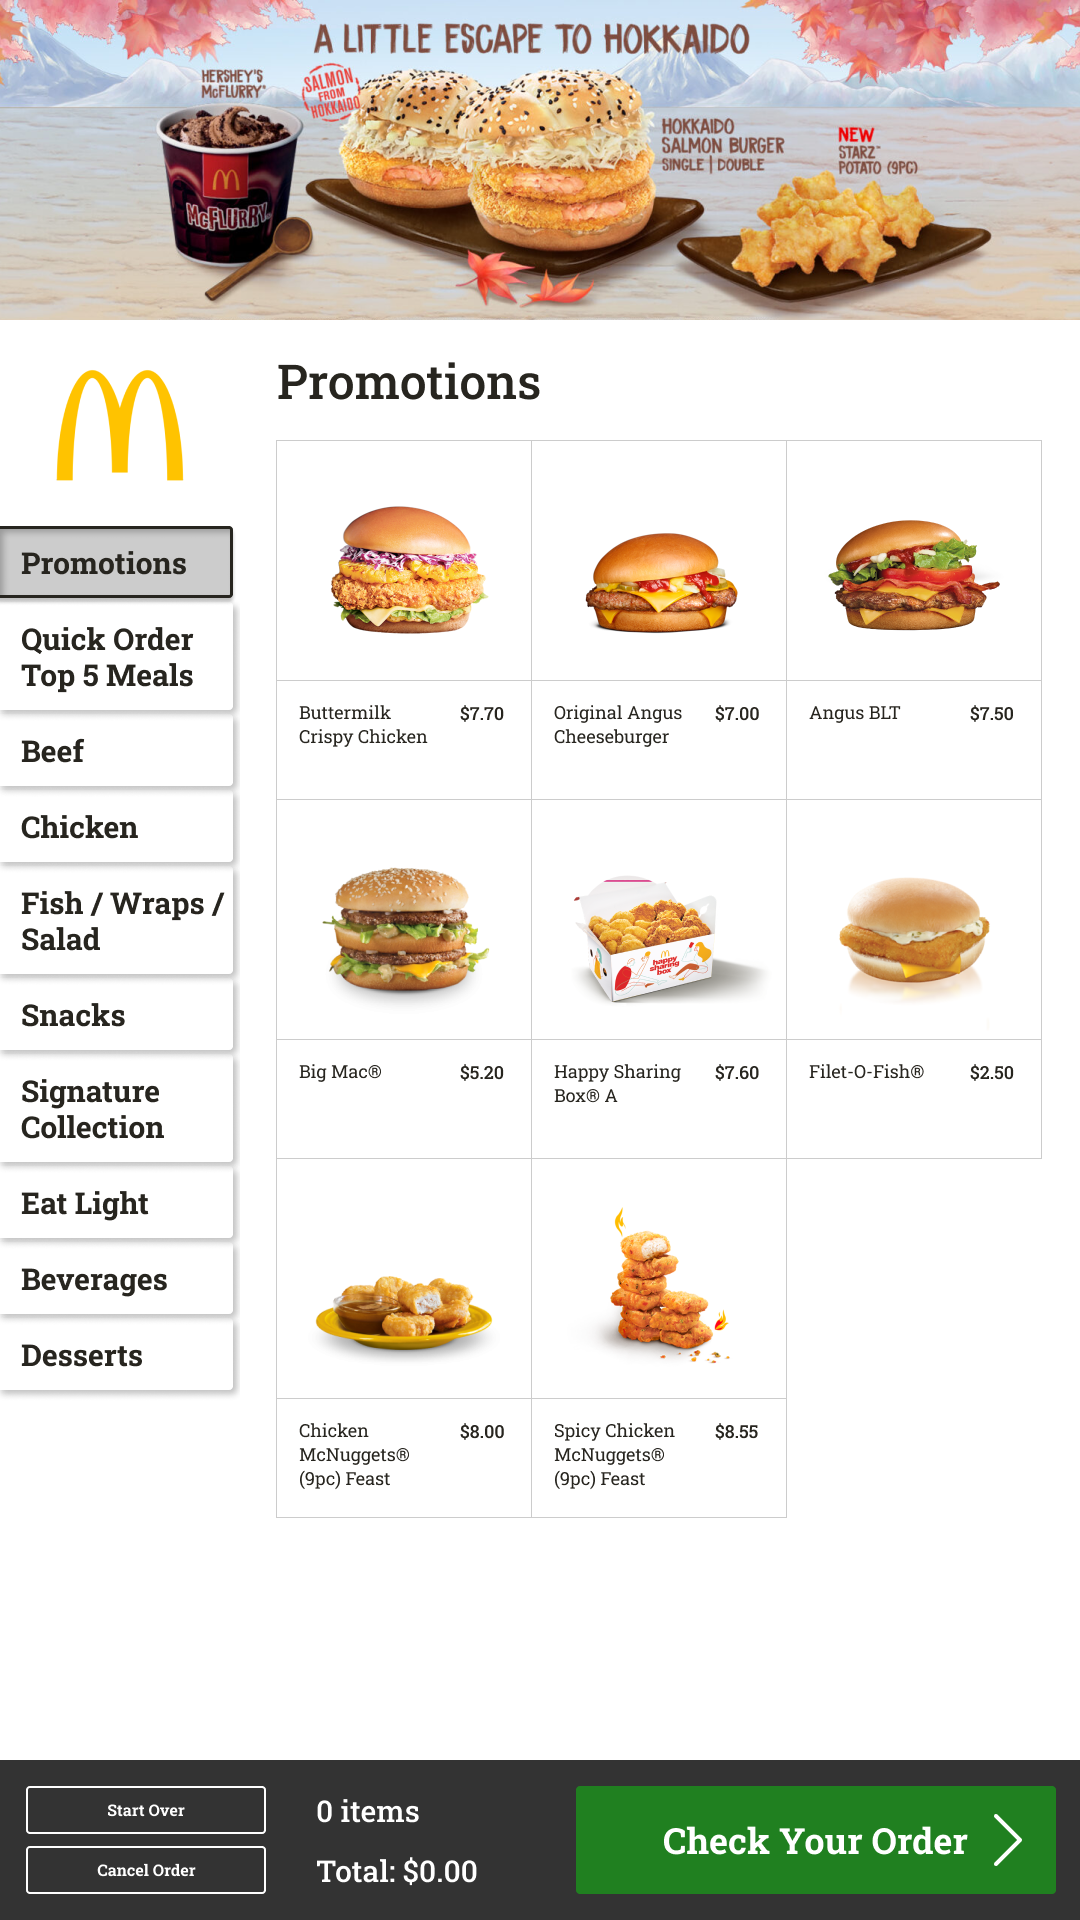 A LITTLE ESCAPE TO HOKKAIDO
HERSHEY'S
McFLURRY®
SALMON
FROM
HOKKAIDO
HOKKAIDO
SALMON BURGER
SINGLE | DOUBLE
NEW
STARZ™
POTATO (9PC)
McFLURRY
Promotions
Promotions
Quick Order
Top 5 Meals
Beef
Chicken
Fish / Wraps /
Salad
Snacks
Signature
Collection
Eat Light
Beverages
Desserts
Buttermilk
Crispy Chicken
$7.70
Original Angus
Cheeseburger
$7.00
Angus BLT
$7.50
Big Mac®
$5.20
happy
sharing
box
Happy Sharing
Box® A
$7.60
Filet-O-Fish®
$2.50
Chicken
McNuggets®
(9pc) Feast
$8.00
Spicy Chicken
McNuggets®
(9pc) Feast
$8.55
Start Over
Cancel Order
0 items
Total: $0.00
Check Your Order